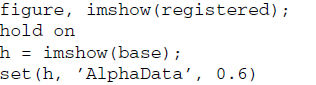 figure, imshow(registered);
hold on
h = imshow(base);
set(h, ’AlphaData’, 0.6)